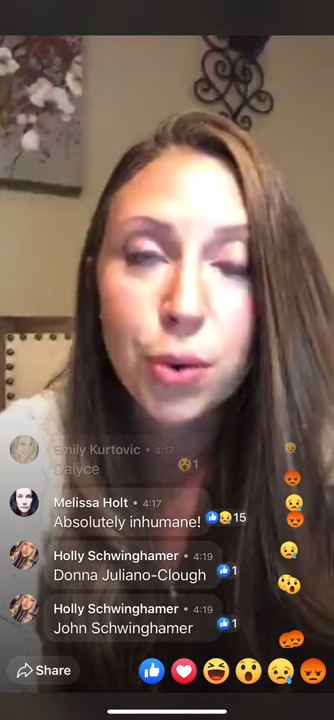 Emily Kurtovic • 4:17
Dalyce
1
Melissa Holt • 4:17
Absolutely inhumane!
15
Holly Schwinghamer • 4:19
Donna Juliano-Clough
1
Holly Schwinghamer • 4:19
John Schwinghamer
1
Share